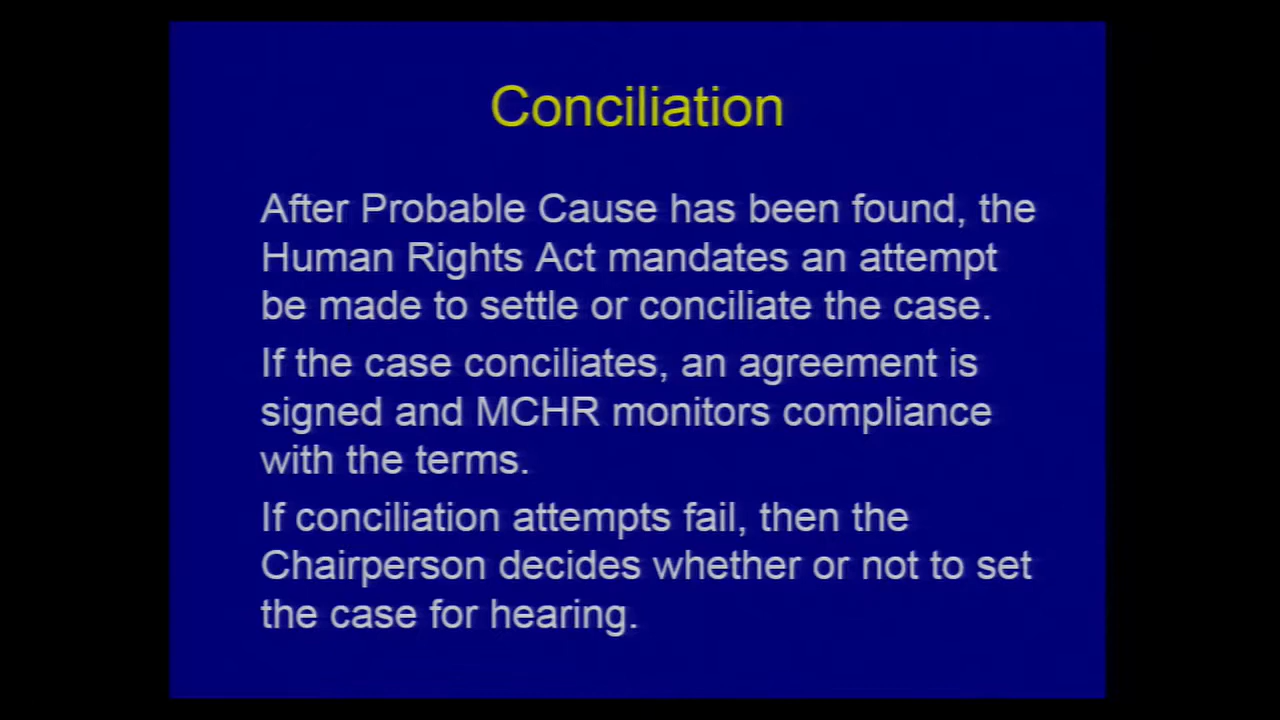 Conciliation
After Probable Cause has been found, the
Human Rights Act mandates an attempt
be made to settle or conciliate the case.
If the case conciliates, an agreement is
signed and MCHR monitors compliance
with the terms.
If conciliation attempts fail, then the
Chairperson decides whether or not to set
the case for hearing.